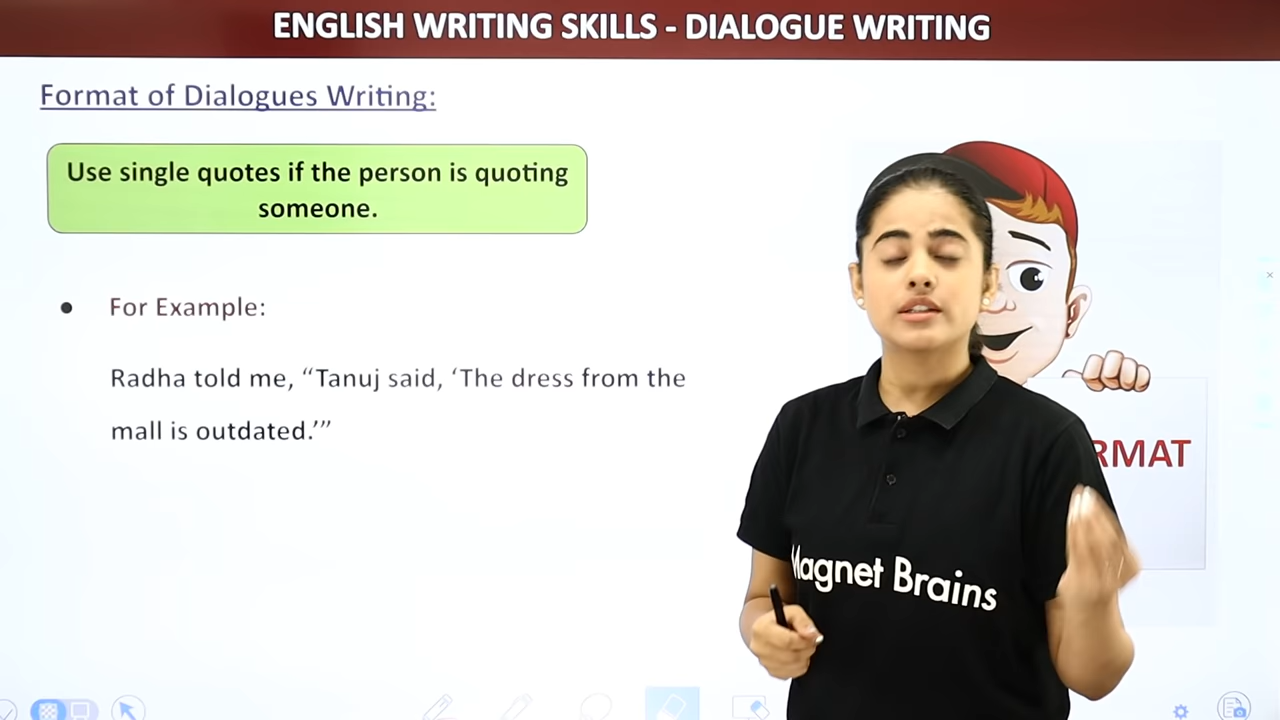 ENGLISH WRITING SKILLS - DIALOGUE WRITING
Format of Dialogues Writing:
Use single quotes if the person is quoting
someone.
● For Example:
Radha told me, “Tanuj said, ‘The dress from the
mall is outdated.’”
RMAT
Magnet Brains